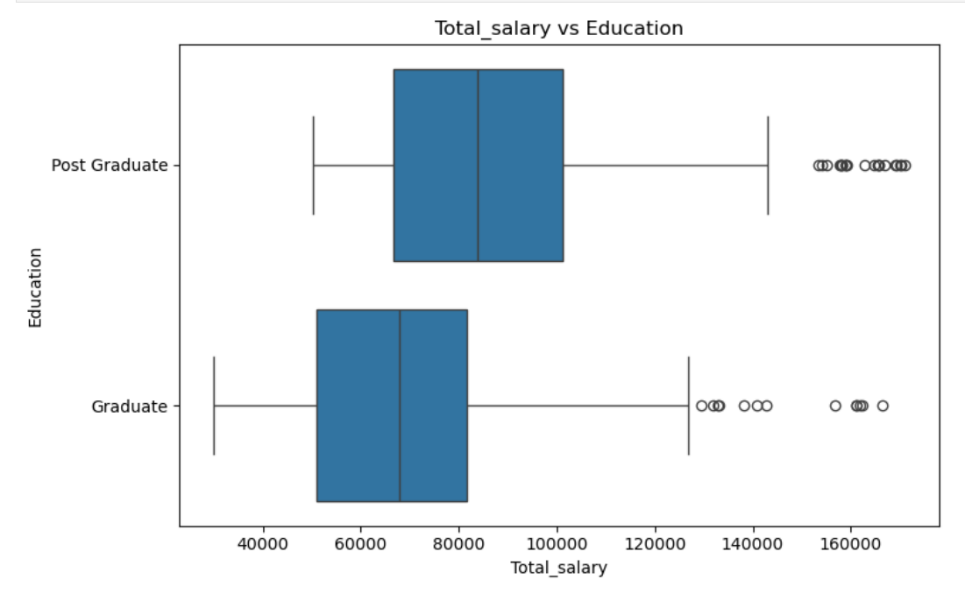 Total_salary vs Education
Post Graduate
Education
Graduate
40000 60000 80000 100000 120000 140000 160000
Total_salary